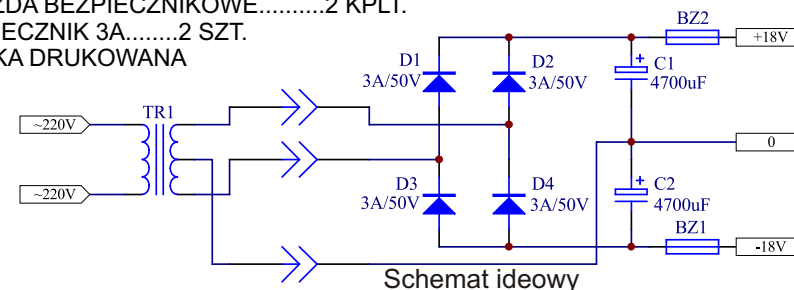 ZDA BEZPIECZNIKOWE..........2 KPLT.
IECZNIK 3A........2 SZT.
KA DRUKOWANA
BZ2
+18V
D1
3A/50V
D2
3A/50V
+
C1
4700uF
TR1
~220V
0
D3
3A/50V
D4
3A/50V
+
C2
4700uF
~220V
BZ1
-18V
Schemat ideowy